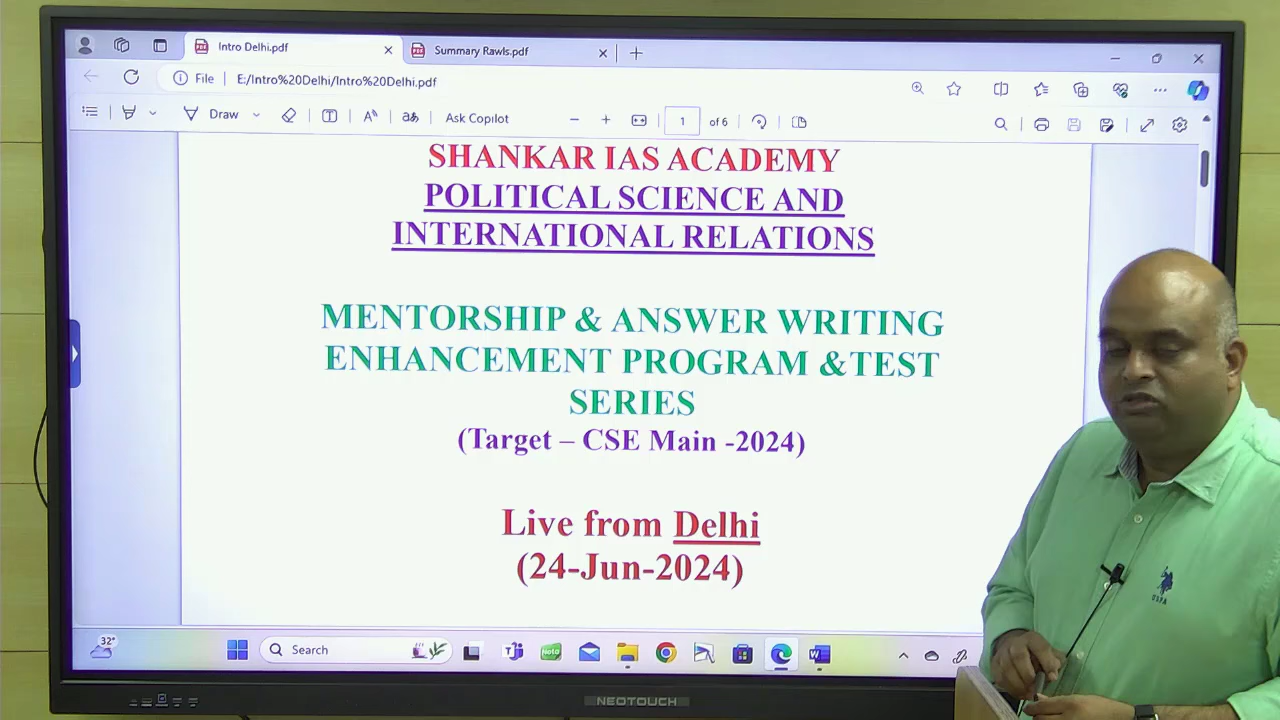 Intro Delhi.pdf
Summary Rawls.pdf
File
E:/Intro%20Delhi/Intro%20Delhi.pdf
Draw
Ask Copilot
1
of 6
SHANKAR IAS ACADEMY
POLITICAL SCIENCE AND
INTERNATIONAL RELATIONS
MENTORSHIP & ANSWER WRITING
ENHANCEMENT PROGRAM &TEST
SERIES
(Target – CSE Main -2024)
Live from Delhi
(24-Jun-2024)
USPA
32°
Search
NEOTOUCH